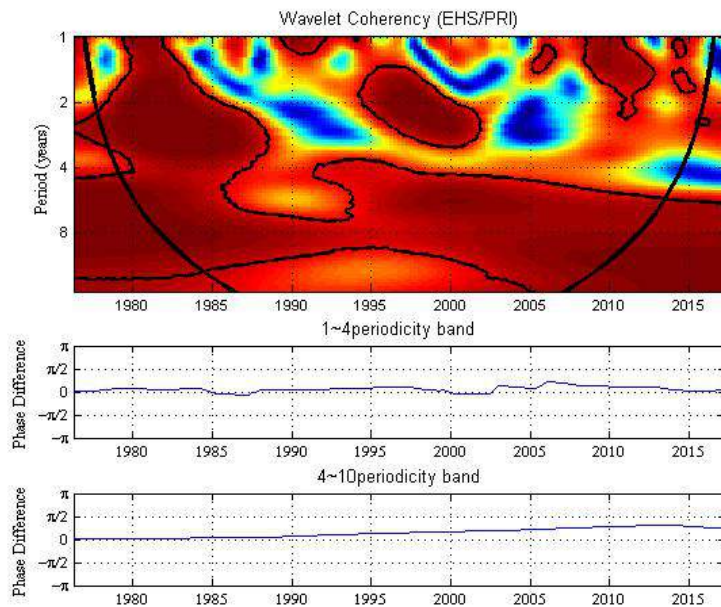 Wavelet Coherency (EHS/PRI)
Period (years)
1
2
4
8
1980 1985 1990 1995 2000 2005 2010 2015
1~4periodicity band
Phase Difference
π
π/2
0
−π/2
−π
1980 1985 1990 1995 2000 2005 2010 2015
4~10periodicity band
Phase Difference
π
π/2
0
−π/2
−π
1980 1985 1990 1995 2000 2005 2010 2015